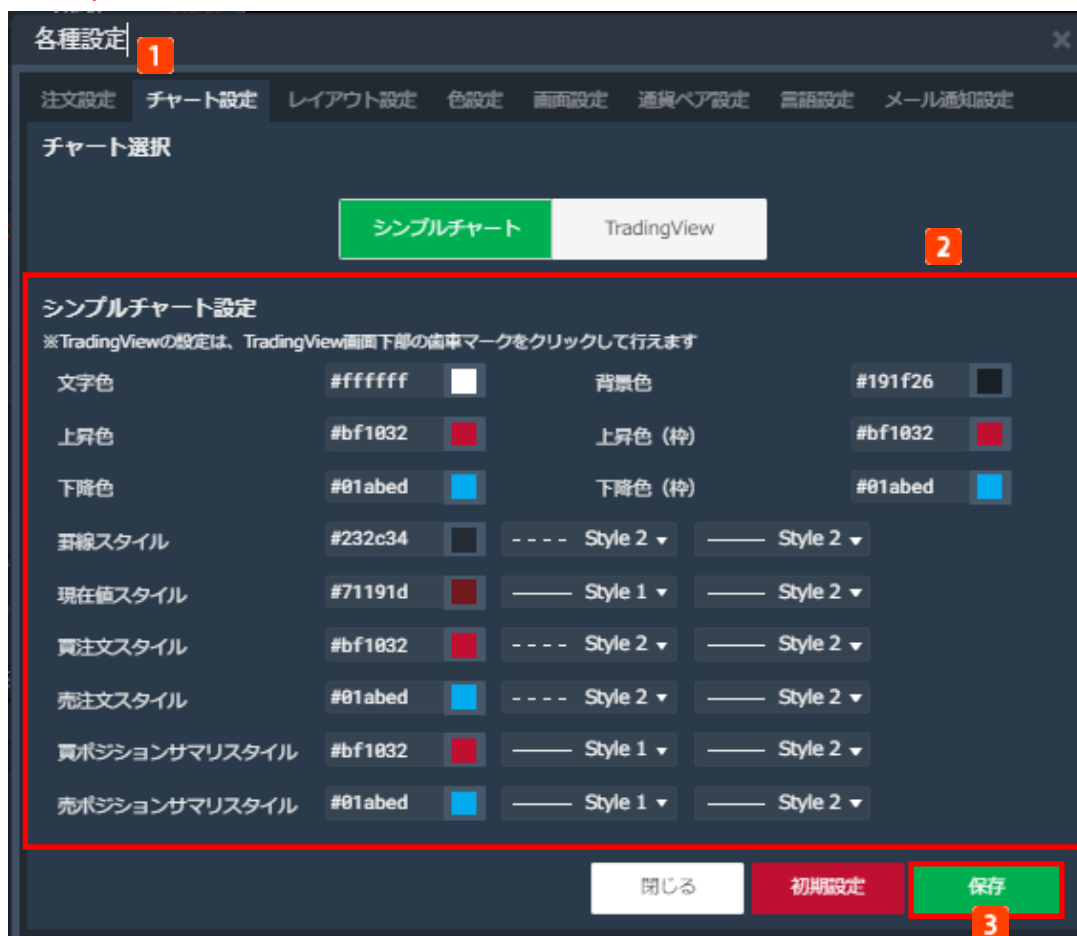 各種設定
1
注文設定 チャート設定 レイアウト設定 色設定 画面設定 通貨ペア設定 言語設定 メール通知設定
チャート選択
シンプルチャート TradingView
2
シンプルチャート設定
※TradingViewの設定は、TradingView画面下部の歯車マークをクリックして行えます
文字色 #ffffff 背景色 #191f26
上昇色 #bf1032 上昇色（枠） #bf1032
下降色 #01abed 下降色（枠） #01abed
罫線スタイル #232c34 Style 2 Style 2
現在値スタイル #71191d Style 1 Style 2
買注文スタイル #bf1032 Style 2 Style 2
売注文スタイル #01abed Style 2 Style 2
買ポジションサマリスタイル #bf1032 Style 1 Style 2
売ポジションサマリスタイル #01abed Style 1 Style 2
閉じる 初期設定 保存
3